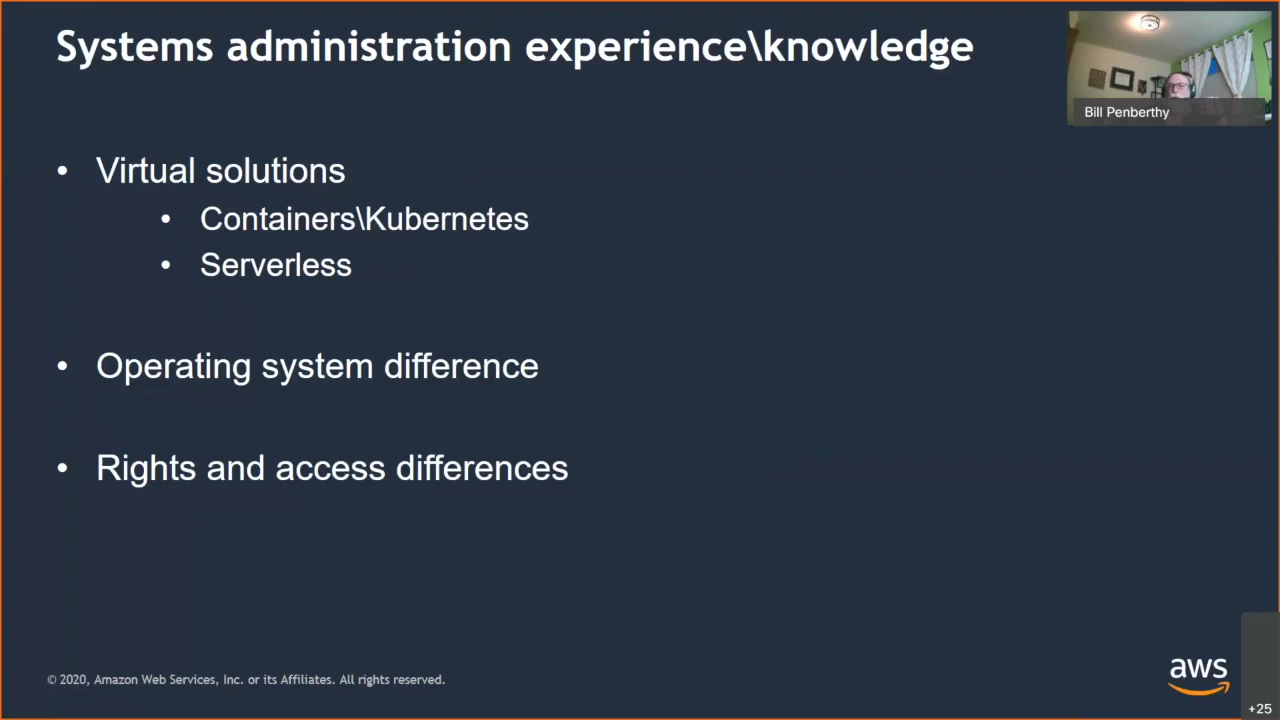 Systems administration experience\knowledge
Bill Penberthy
• Virtual solutions
• Containers\Kubernetes
• Serverless
• Operating system difference
• Rights and access differences
© 2020, Amazon Web Services, Inc. or its Affiliates. All rights reserved.
aws
+25